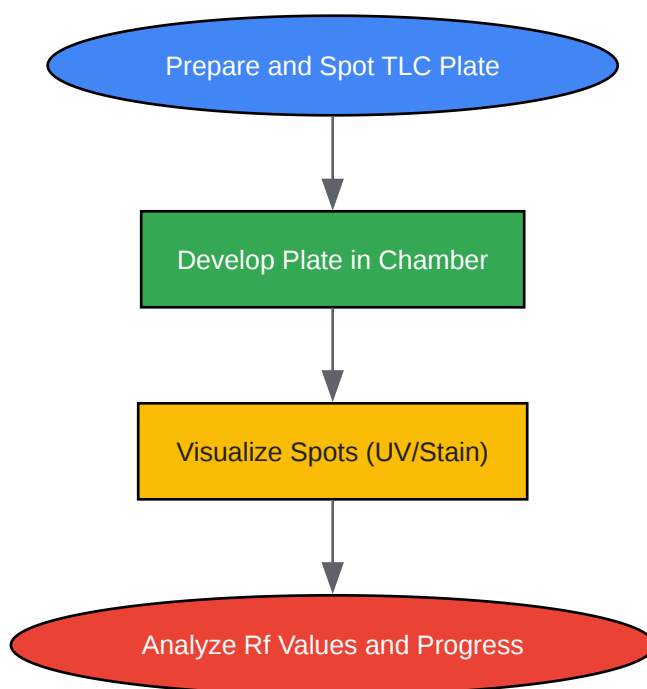 Prepare and Spot TLC Plate
Develop Plate in Chamber
Visualize Spots (UV/Stain)
Analyze Rf Values and Progress